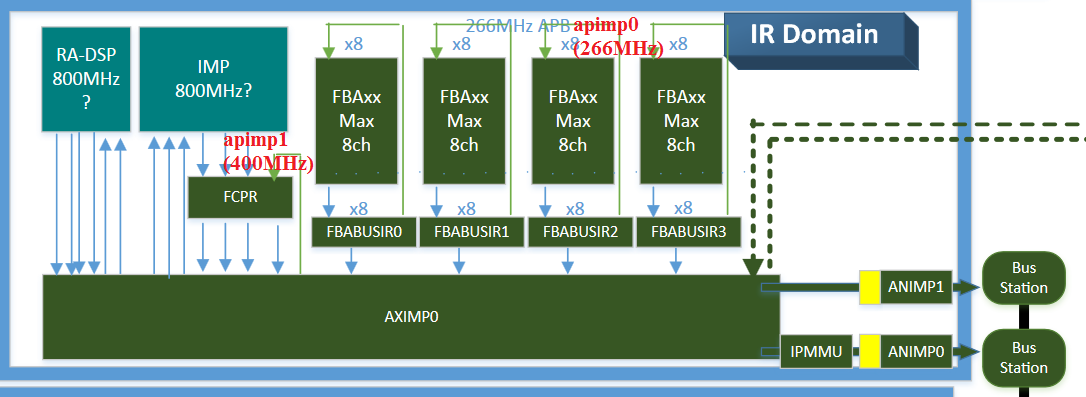 266MHz APB
apimp0
(266MHz)
IR Domain
x8
x8
x8
x8
RA-DSP
800MHz
?
IMP
800MHz?
FBAxx
Max
8ch
FBAxx
Max
8ch
FBAxx
Max
8ch
FBAxx
Max
8ch
apimp1
(400MHz)
FCPR
x8
x8
x8
x8
FBABUSIR0
FBABUSIR1
FBABUSIR2
FBABUSIR3
AXIMP0
ANIMP1
Bus
Station
IPMMU
ANIMP0
Bus
Station